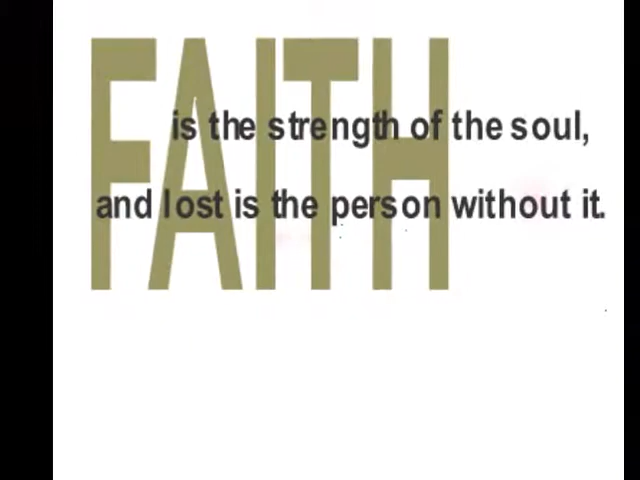 FAITH
is the strength of the soul,
and lost is the person without it.